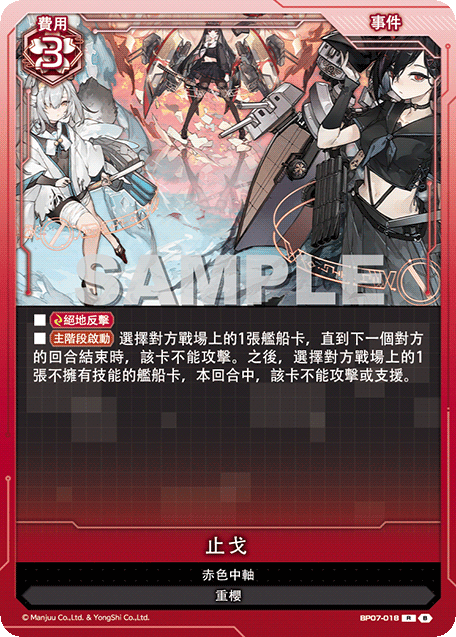 費用
3
事件
SAMPLE
■ 絕地反擊
■ 主階段啟動 選擇對方戰場上的1張艦船卡，直到下一個對方
的回合結束時，該卡不能攻擊。之後，選擇對方戰場上的1
張不擁有技能的艦船卡，本回合中，該卡不能攻擊或支援。
止戈
赤色中軸
重櫻
© Manjuu Co.,Ltd. & YongShi Co.,Ltd.
BP07-018 R B